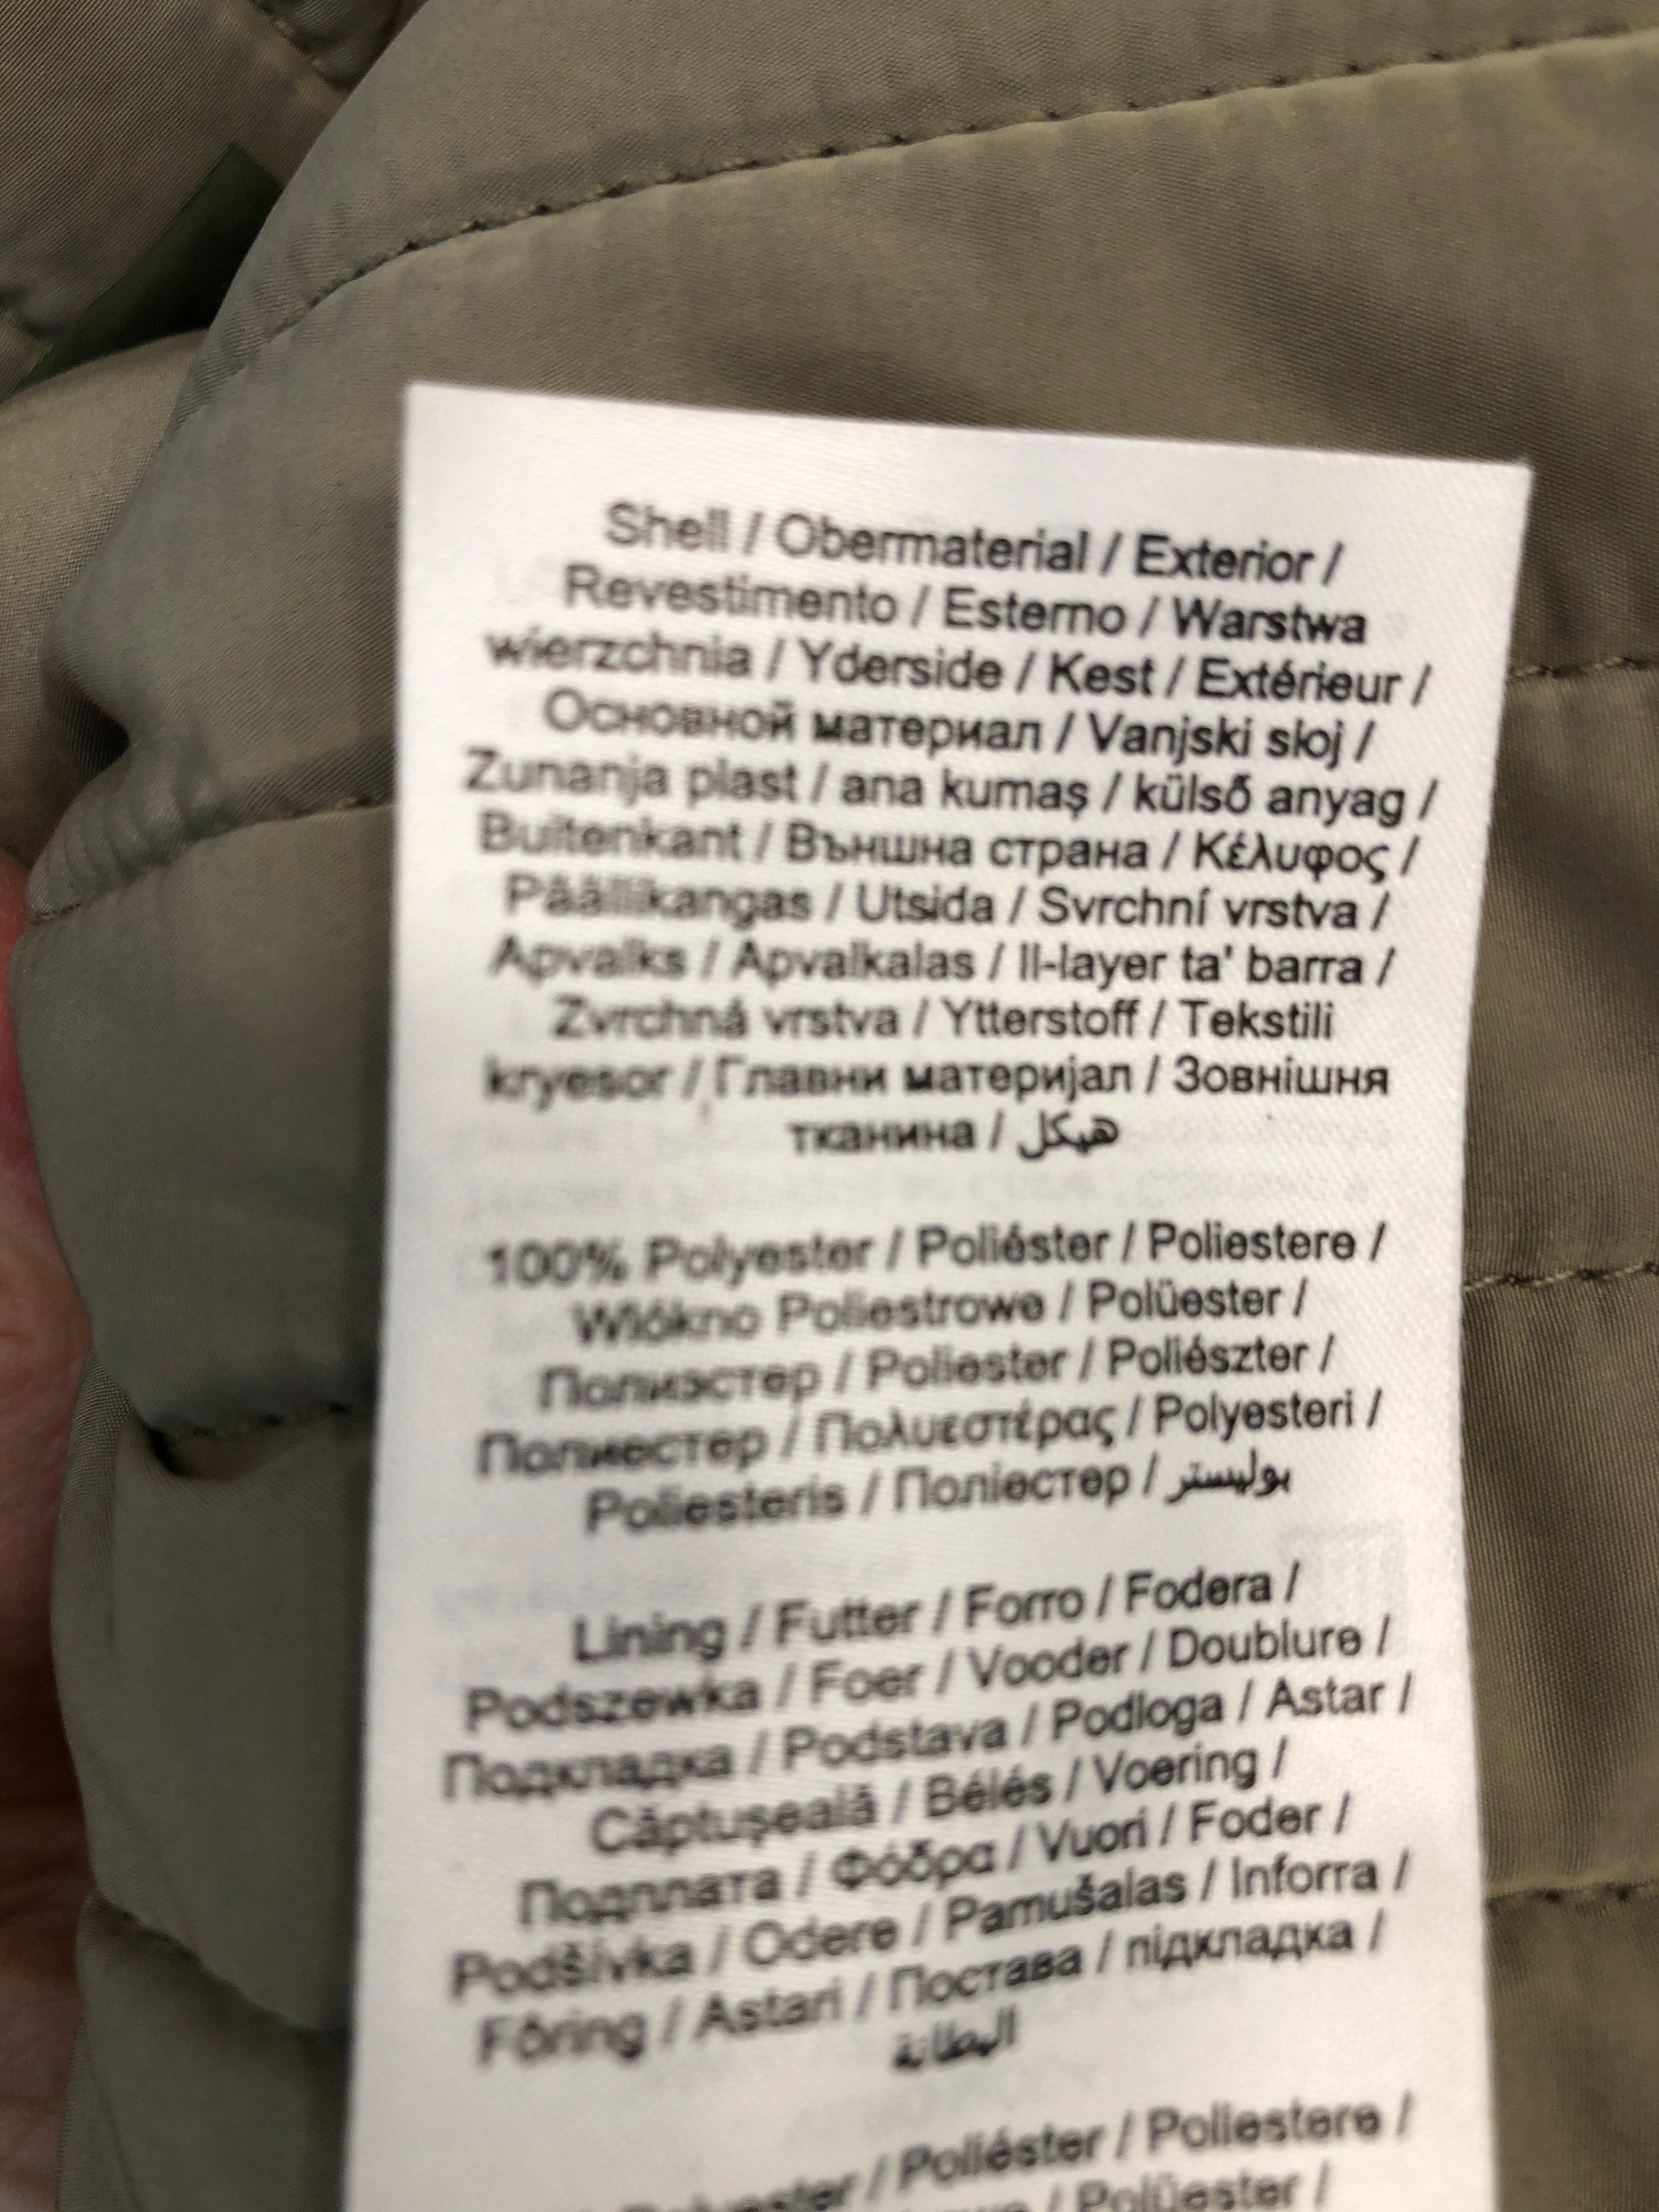 Shell / Obermaterial / Exterior /
Revestimento / Esterno / Warstwa
wierzchnia / Yderside / Kest / Extérieur /
Основной материал / Vanjski sloj /
Zunanja plast / ana kumaş / külső anyag /
Buitenkant / Външна страна / Κέλυφος /
Päällikangas / Utsida / Svrchní vrstva /
Apvalks / Apvalkalas / Il-layer ta' barra /
Zvrchná vrstva / Ytterstoff / Tekstili
kryesor / Главни материјал / Зовнішня
тканина / هيكل
100% Polyester / Poliéster / Poliestere /
Włókno Poliestrowe / Polüester /
Полиэстер / Poliester / Poliészter /
Полиестер / Πολυεστέρας / Polyesteri /
Poliesteris / Поліестер / بوليستر
Lining / Futter / Forro / Fodera /
Podszewka / Foer / Vooder / Doublure /
Подкладка / Podstava / Podloga / Astar /
Căptuşeală / Bélés / Voering /
Подплата / Φόδρα / Vuori / Foder /
Podšívka / Odere / Pamušalas / Inforra /
Fôring / Astari / Постава / підкладка /
البطانة
/ Poliéster / Poliestere /
/ Polüester /